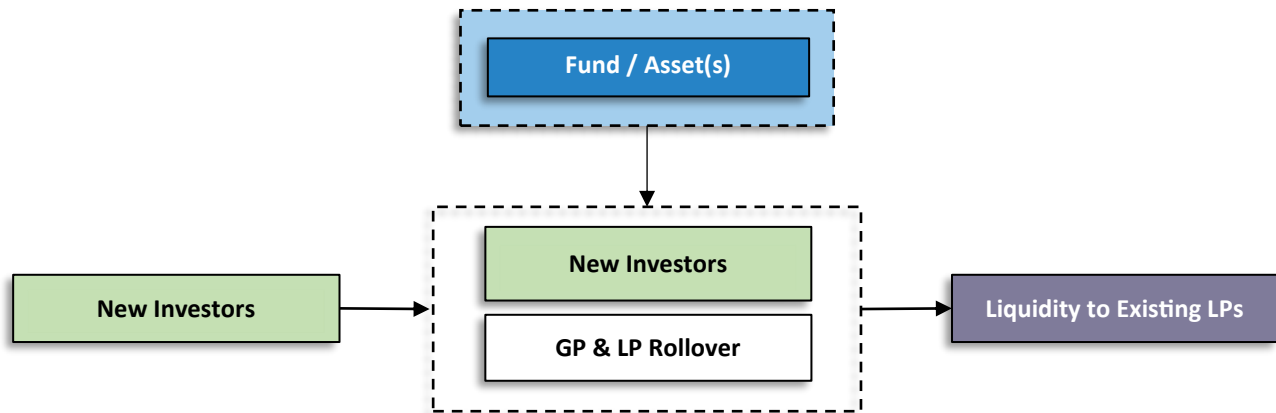 Fund / Asset(s)
New Investors
New Investors
GP & LP Rollover
Liquidity to Existing LPs